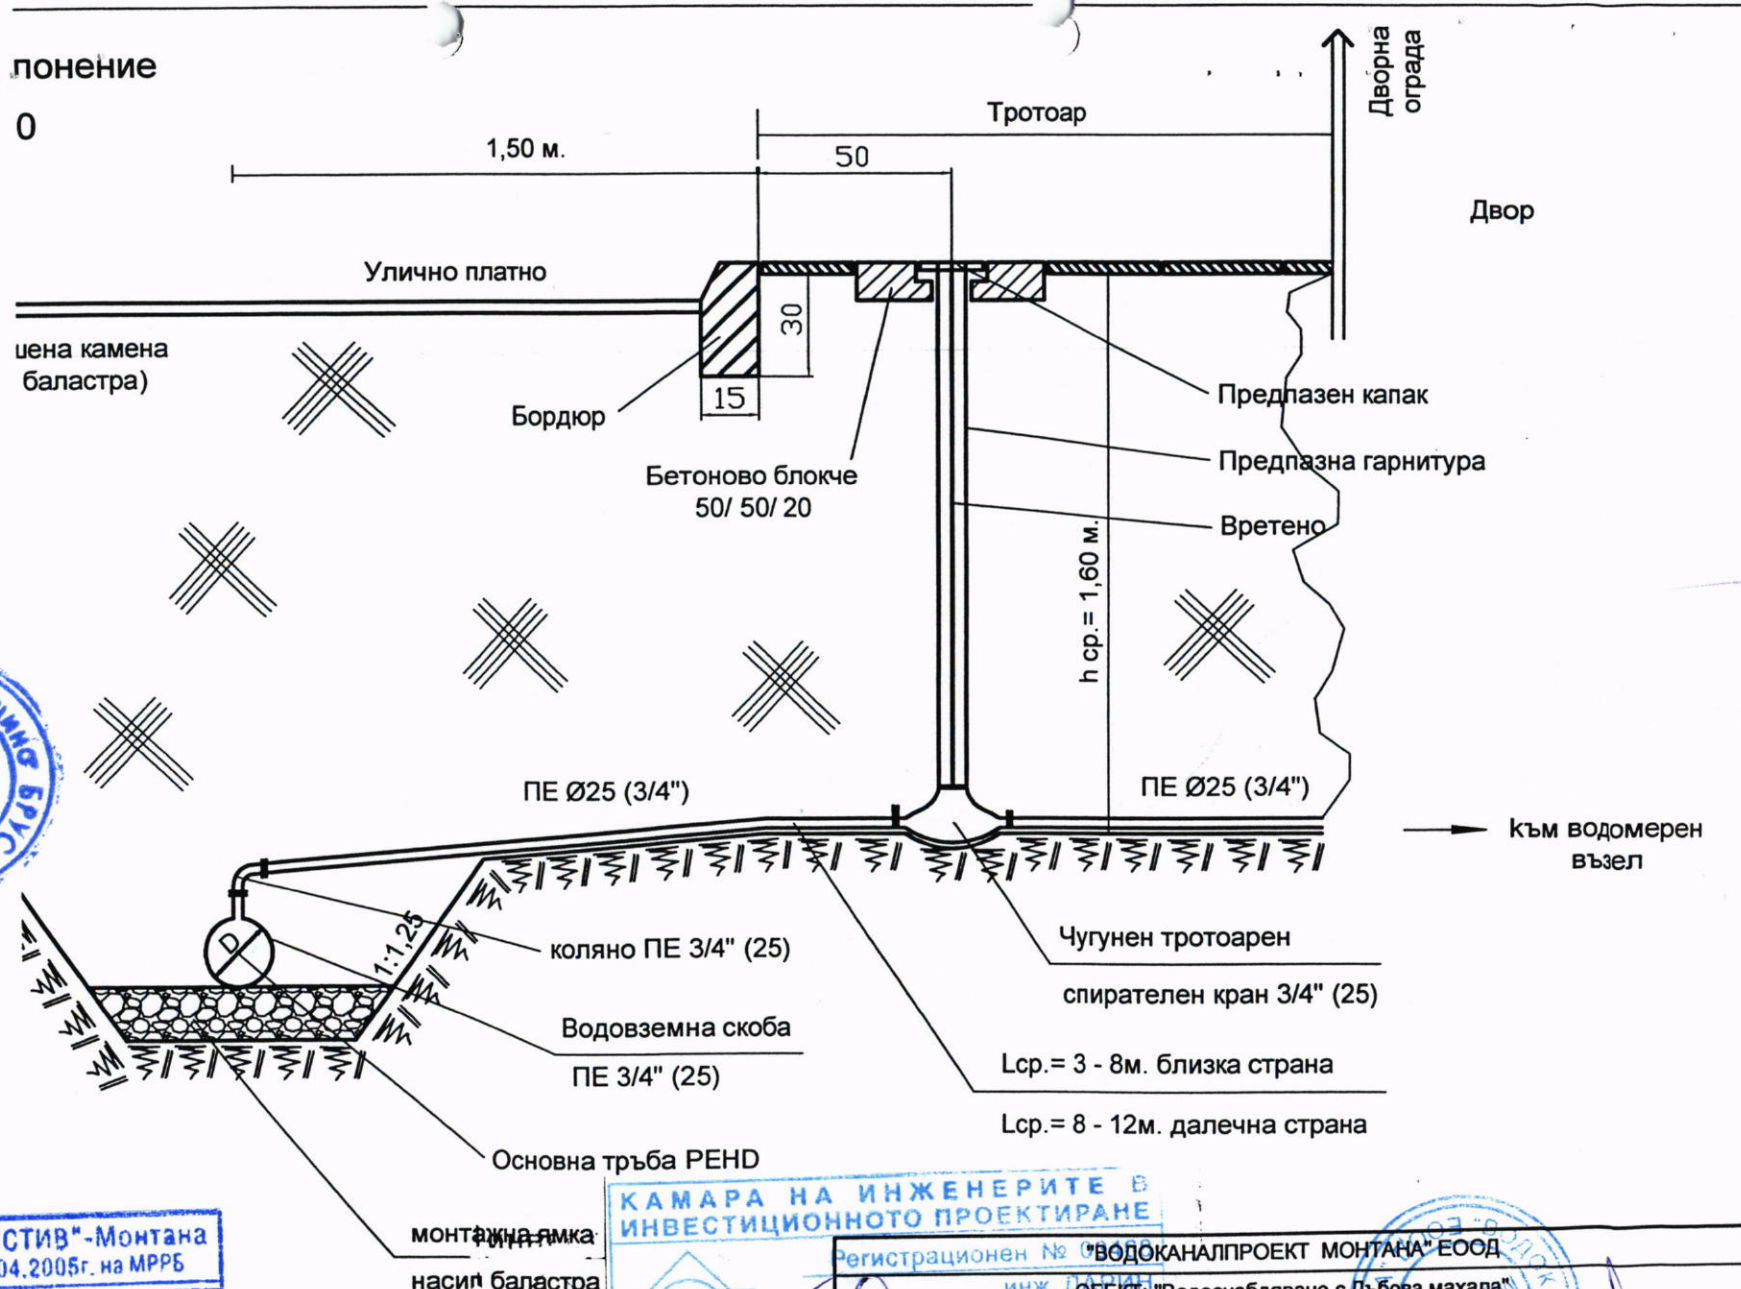 понение
0
Тротоар
Дворна
ограда
1,50 м.
50
Двор
Улично платно
30
шена камена
баластра)
15
Бордюр
Предпазен капак
Бетоново блокче
50/ 50/ 20
Предпазна гарнитура
Вретено
h ср.= 1,60 м.
ПЕ Ø25 (3/4")
ПЕ Ø25 (3/4")
към водомерен
възел
БРУС
D
1:1,25
коляно ПЕ 3/4" (25)
Чугунен тротоарен
спирателен кран 3/4" (25)
Водовземна скоба
ПЕ 3/4" (25)
Lср.= 3 - 8м. близка страна
Lср.= 8 - 12м. далечна страна
Основна тръба PEHD
монтажна ямка
насип баластра
КАМАРА НА ИНЖЕНЕРИТЕ В
ИНВЕСТИЦИОННОТО ПРОЕКТИРАНЕ
Регистрационен №
СТИВ"-Монтана
04.2005г. на МРРБ
"ВОДОКАНАЛПРОЕКТ МОНТАНА" ЕООД